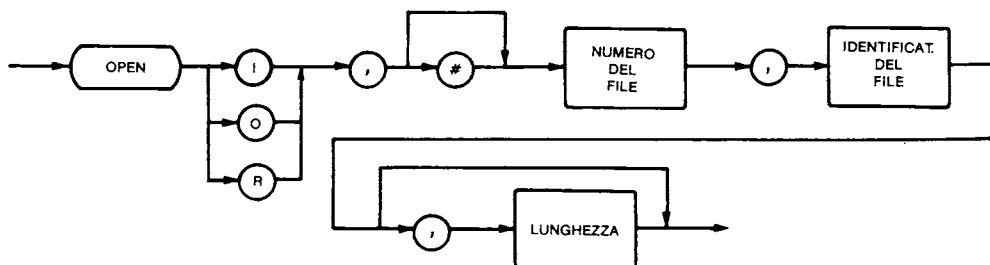 OPEN
I
O
R
,
#
NUMERO
DEL
FILE
,
IDENTIFICAT.
DEL
FILE
,
LUNGHEZZA